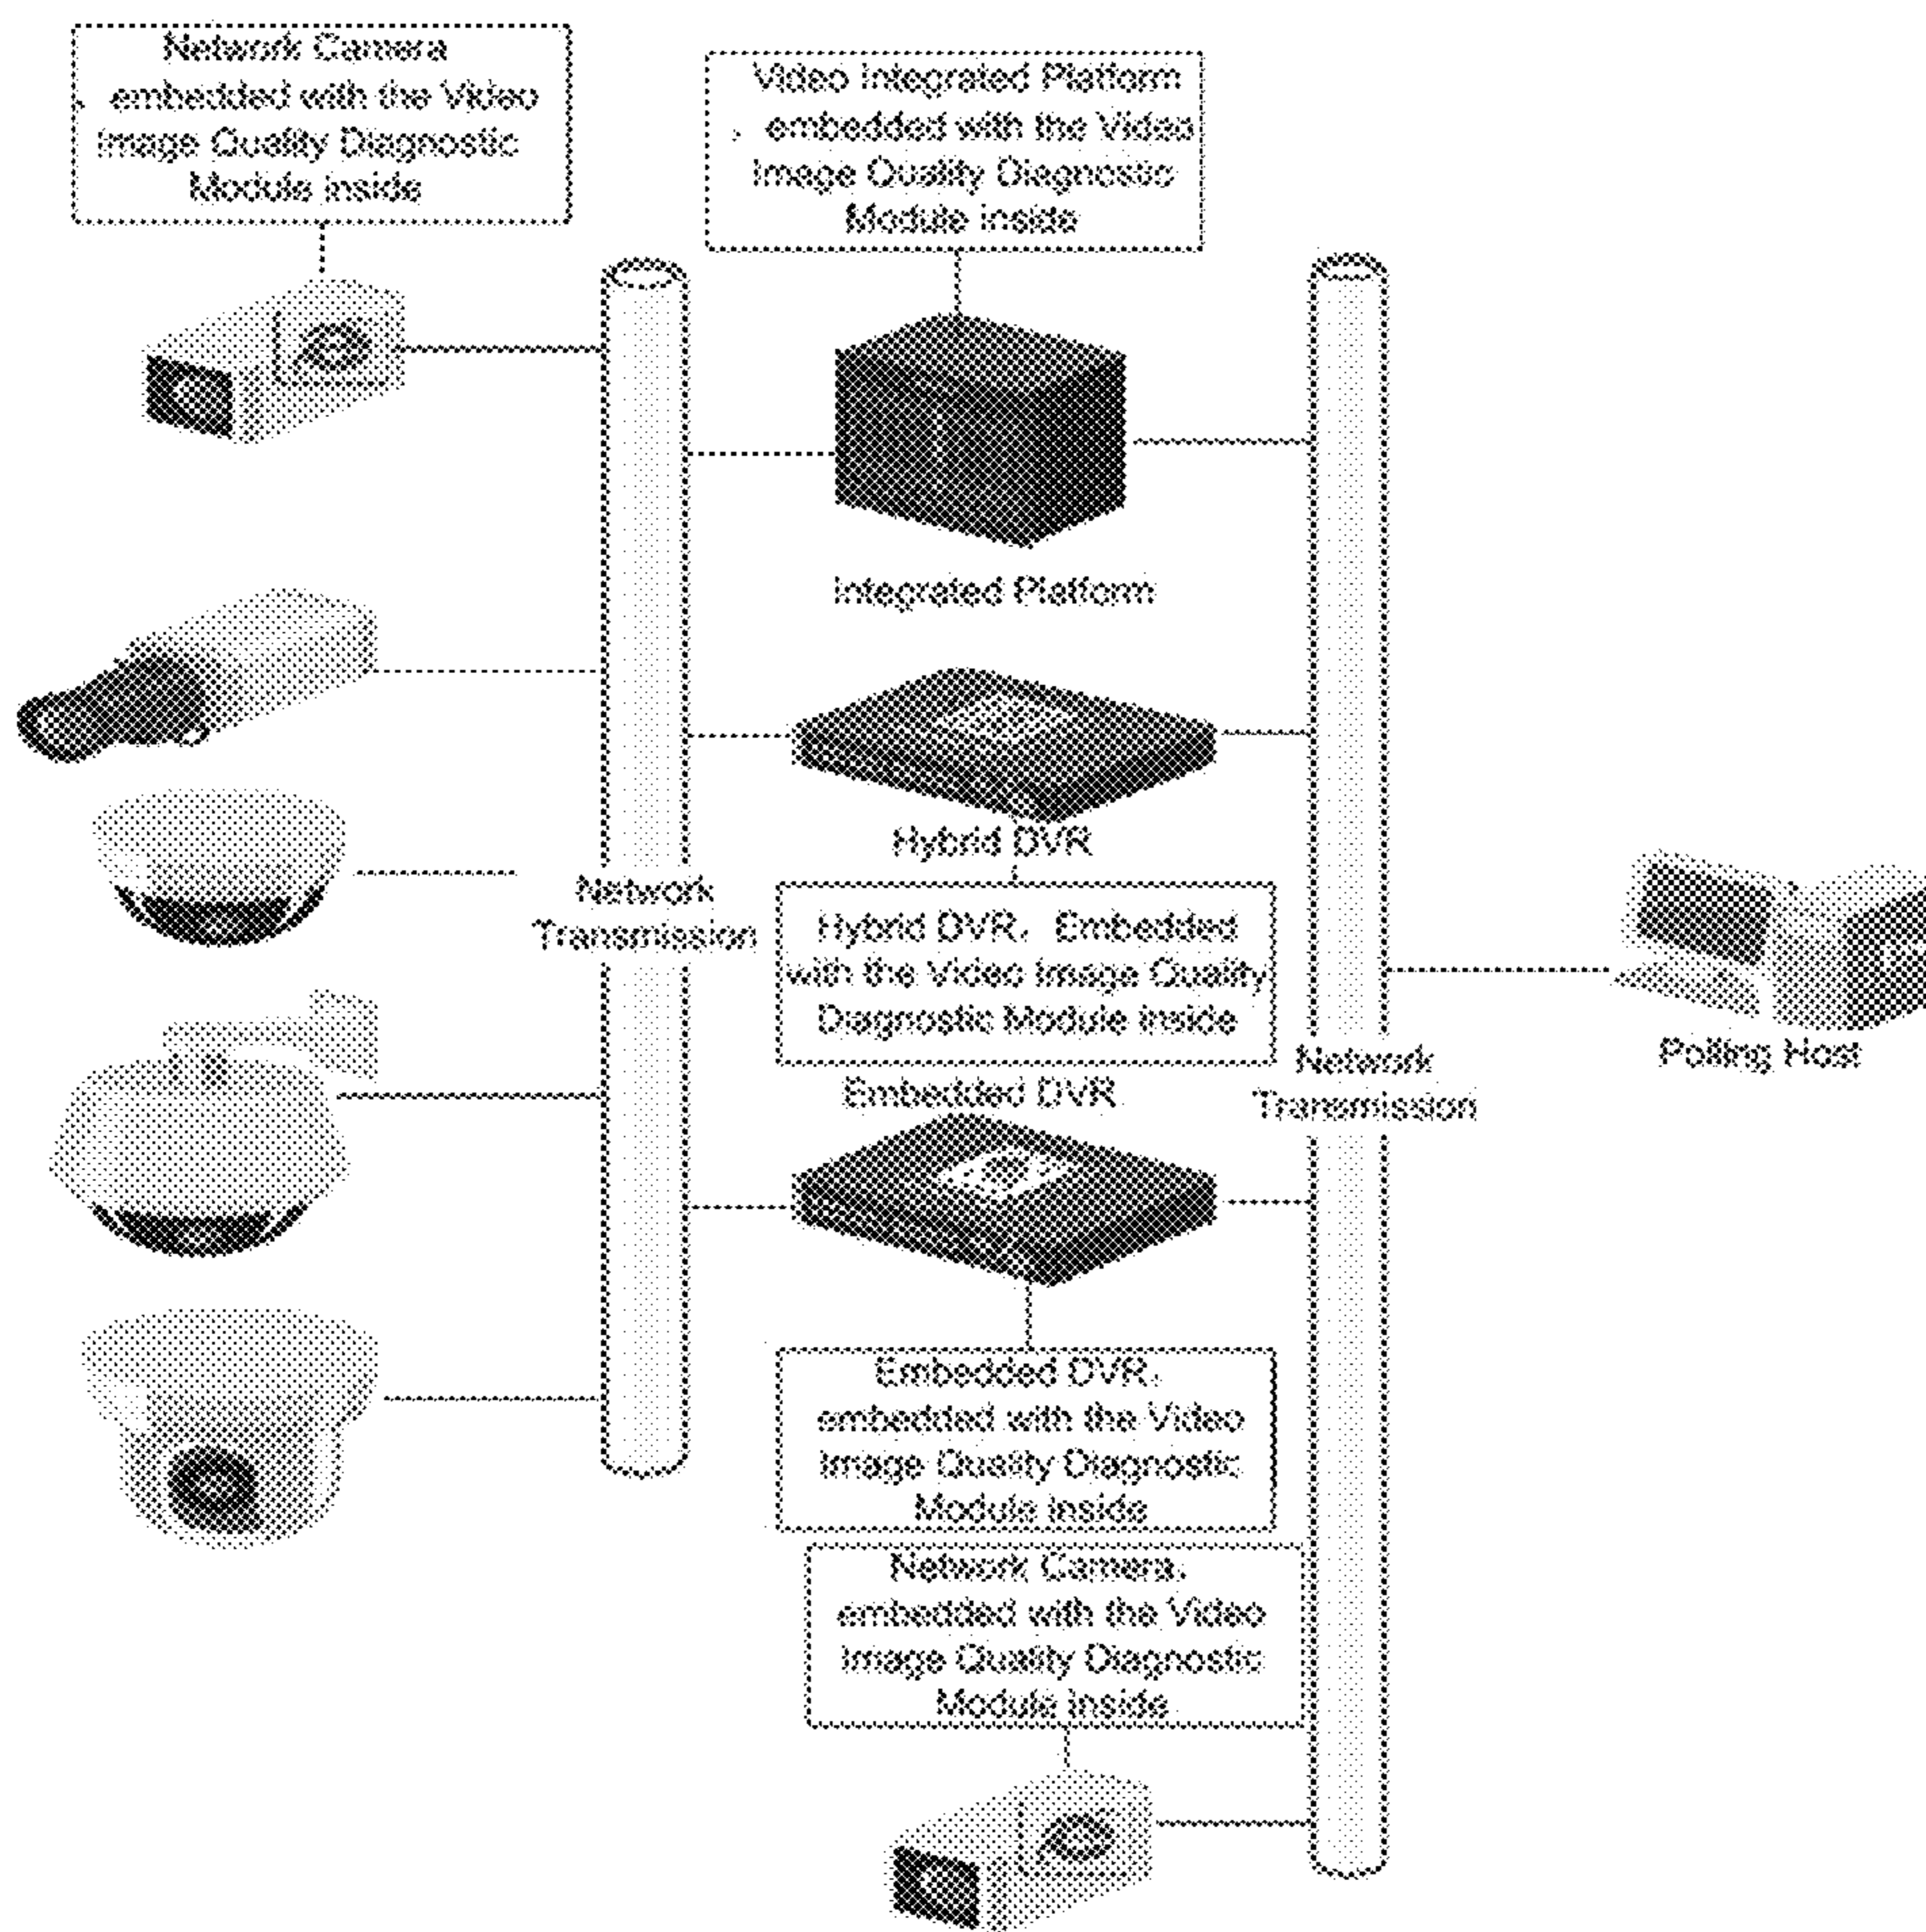 Network Camera
、 embedded with the Video
Image Quality Diagnostic
Module inside
Video Integrated Platform
、 embedded with the Video
Image Quality Diagnostic
Module inside
Integrated Platform
Hybrid DVR
Network
Transmission
Hybrid DVR, Embedded
with the Video Image Quality
Diagnostic Module inside
Embedded DVR
Network
Transmission
Polling Host
Embedded DVR,
embedded with the Video
Image Quality Diagnostic
Module inside
Network Camera,
embedded with the Video
Image Quality Diagnostic
Module inside